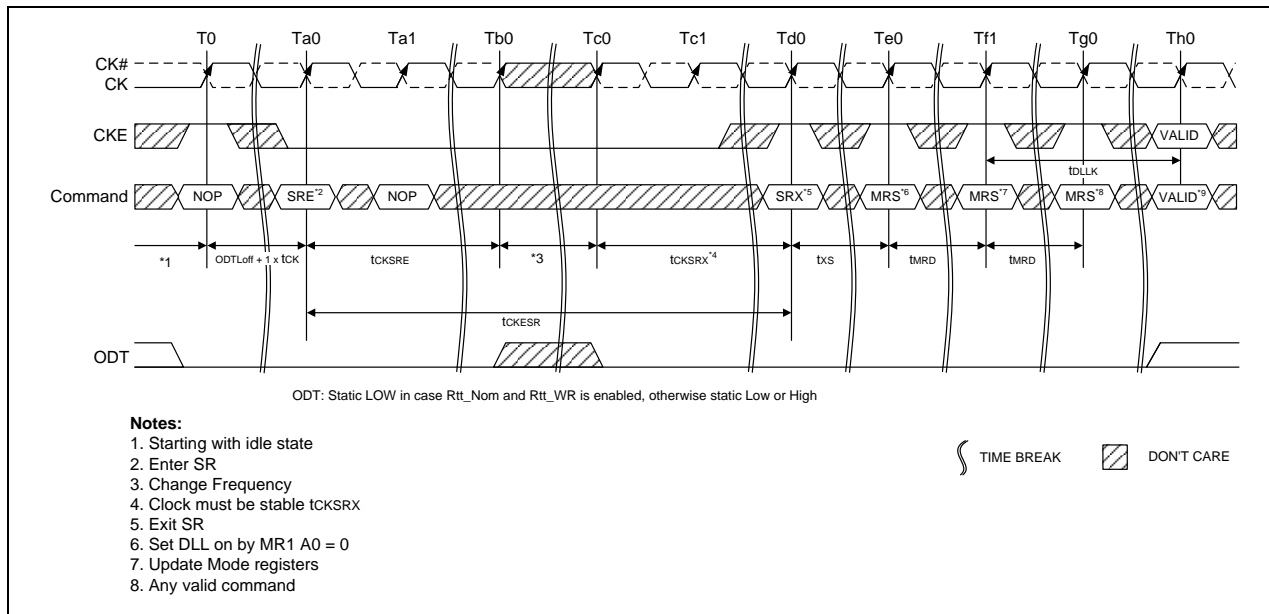 T0 Ta0 Ta1 Tb0 Tc0 Tc1 Td0 Te0 Tf1 Tg0 Th0
CK#
CK
CKE
VALID
tDLLK
Command
NOP SRE*2 NOP SRX*5 MRS*6 MRS*7 MRS*8 VALID*9
*1 ODTLoff + 1 x tCK tCKSRE *3 tCKSRX*4 tXS tMRD tMRD
tCKESR
ODT
ODT: Static LOW in case Rtt_Nom and Rtt_WR is enabled, otherwise static Low or High
Notes:
1. Starting with idle state
2. Enter SR
3. Change Frequency
4. Clock must be stable tCKSRX
5. Exit SR
6. Set DLL on by MR1 A0 = 0
7. Update Mode registers
8. Any valid command
TIME BREAK
DON'T CARE